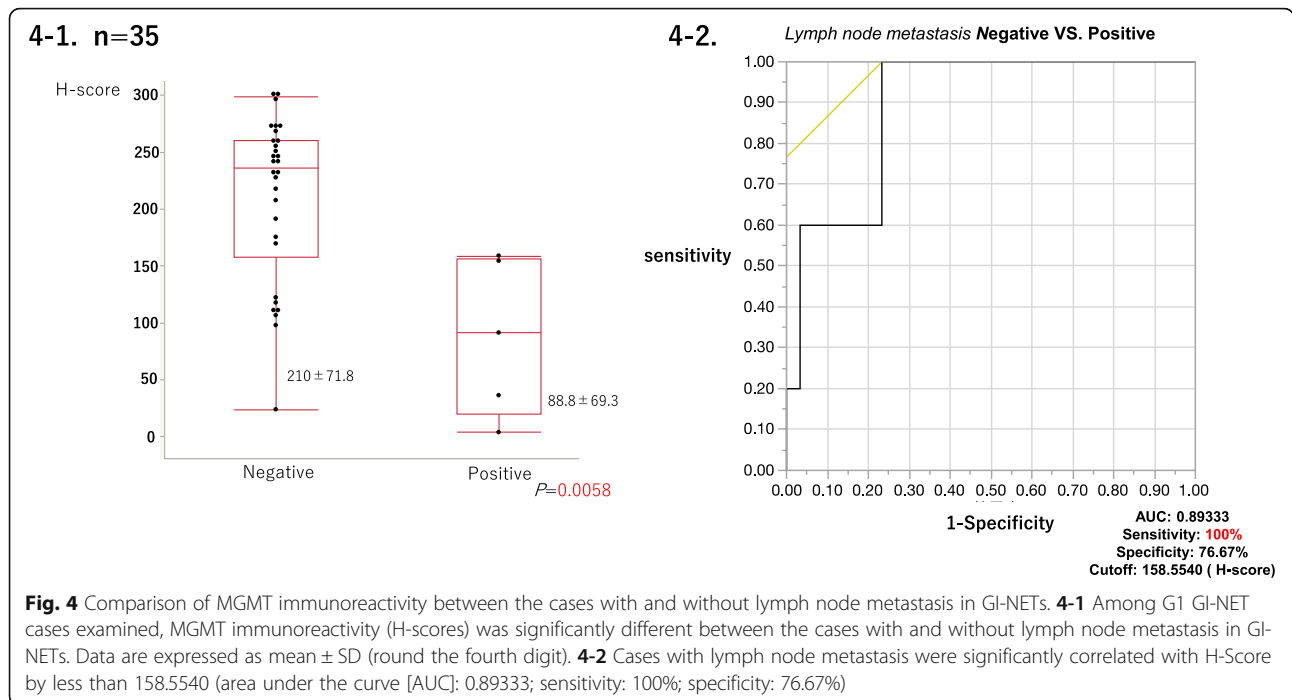 4-1. n=35
H-score
300
250
200
150
100
50
0
210 ± 71.8
88.8 ± 69.3
Negative
Positive
P=0.0058
4-2.
Lymph node metastasis Negative VS. Positive
1.00
0.90
0.80
0.70
0.60
0.50
0.40
0.30
0.20
0.10
0.00
sensitivity
0.00 0.10 0.20 0.30 0.40 0.50 0.60 0.70 0.80 0.90 1.00
1-Specificity
AUC: 0.89333
Sensitivity: 100%
Specificity: 76.67%
Cutoff: 158.5540 ( H-score)
Fig. 4 Comparison of MGMT immunoreactivity between the cases with and without lymph node metastasis in GI-NETs. 4-1 Among G1 GI-NET
cases examined, MGMT immunoreactivity (H-scores) was significantly different between the cases with and without lymph node metastasis in GI-
NETs. Data are expressed as mean ± SD (round the fourth digit). 4-2 Cases with lymph node metastasis were significantly correlated with H-Score
by less than 158.5540 (area under the curve [AUC]: 0.89333; sensitivity: 100%; specificity: 76.67%)